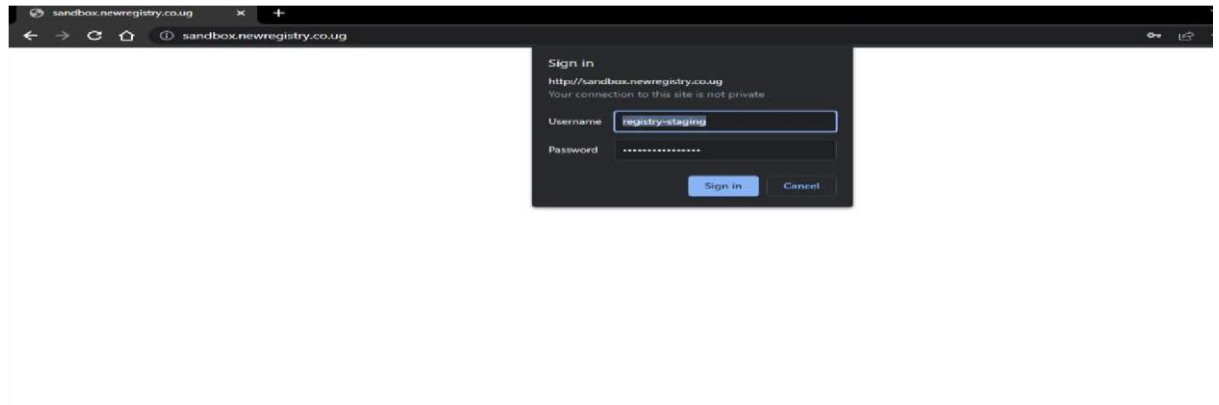 sandbox.newregistry.co.ug
sandbox.newregistry.co.ug
Sign in
http://sandbox.newregistry.co.ug
Your connection to this site is not private
Username registry-staging
Password •••••••••••••••
Sign in Cancel